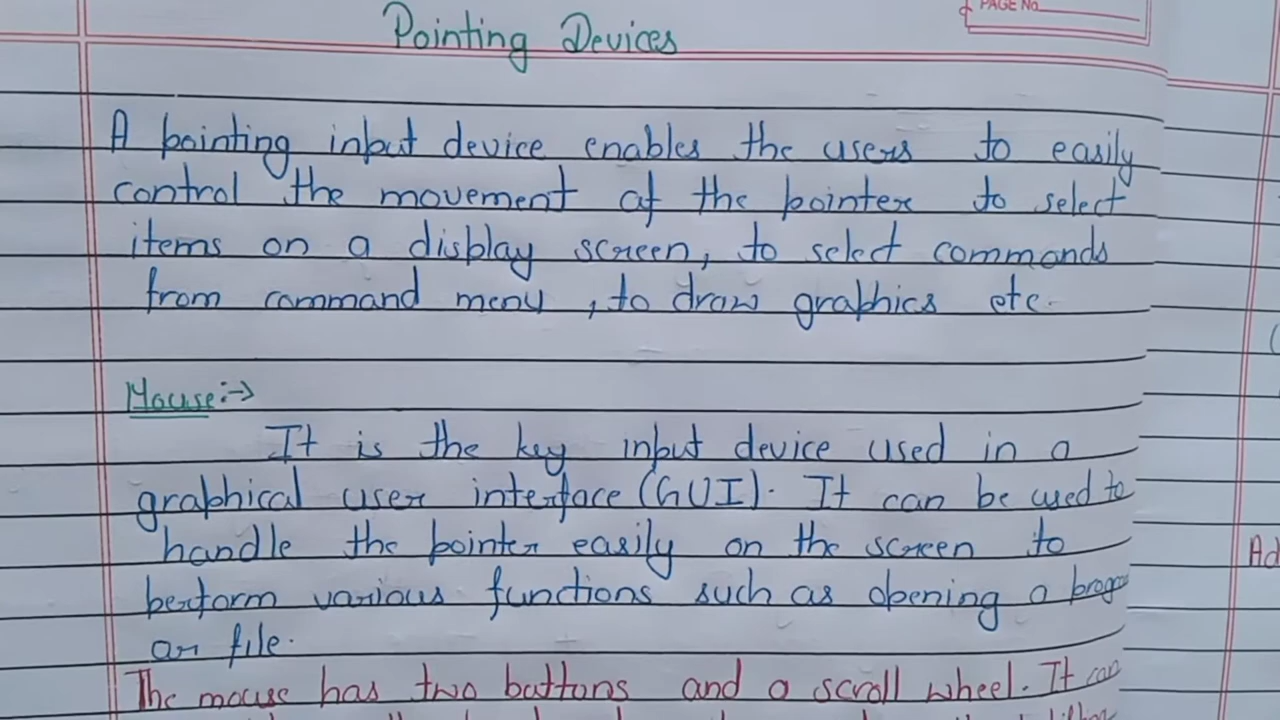 PAGE No.
Pointing Devices
A pointing input device enables the users to easily
control the movement of the pointer to select
items on a display screen, to select commands
from command menu , to draw graphics etc.
Mouse:→
It is the key input device used in a
graphical user interface (GUI). It can be used to
handle the pointer easily on the screen to
perform various functions such as opening a prog
or file.
The mouse has two buttons and a scroll wheel. It can
Ad